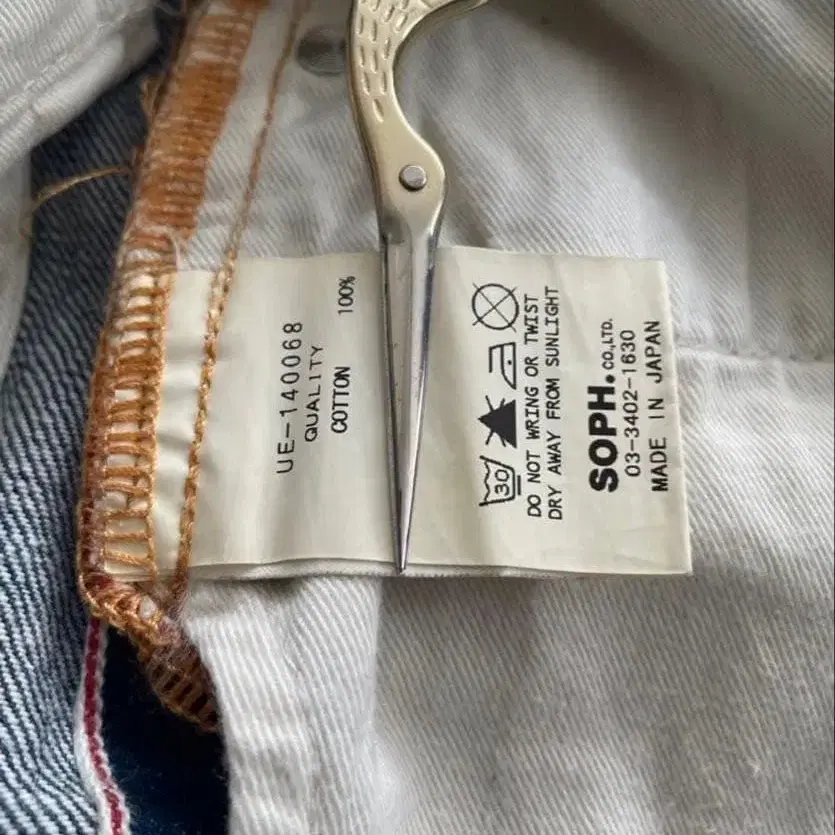 UE-140068
QUALITY
COTTON 100%
30
DO NOT WRING OR TWIST
DRY AWAY FROM SUNLIGHT
SOPH. CO.,LTD.
03-3402-1630
MADE IN JAPAN